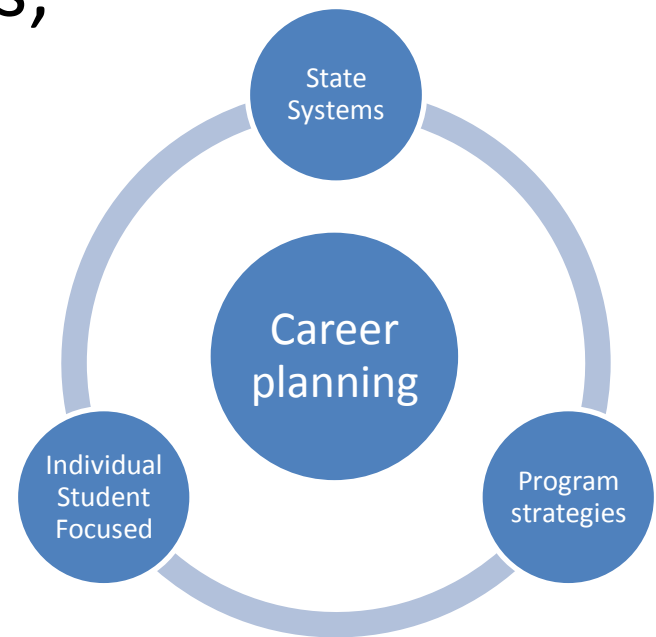 s,
State
Systems
Career
planning
Individual
Student
Focused
Program
strategies